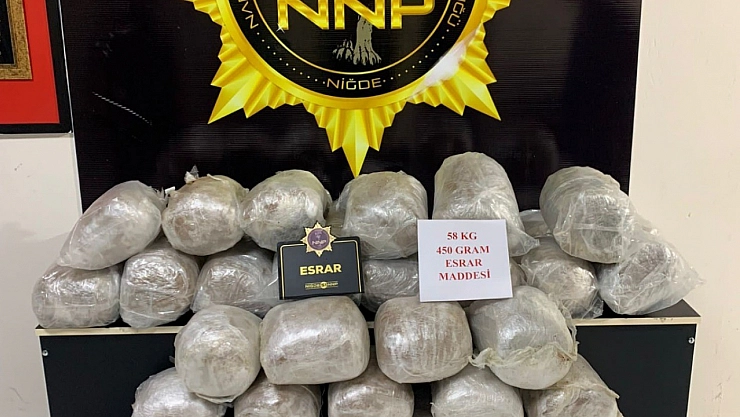 NNP
NİĞDE
NNP
ESRAR
58 KG
450 GRAM
ESRAR
MADDESİ